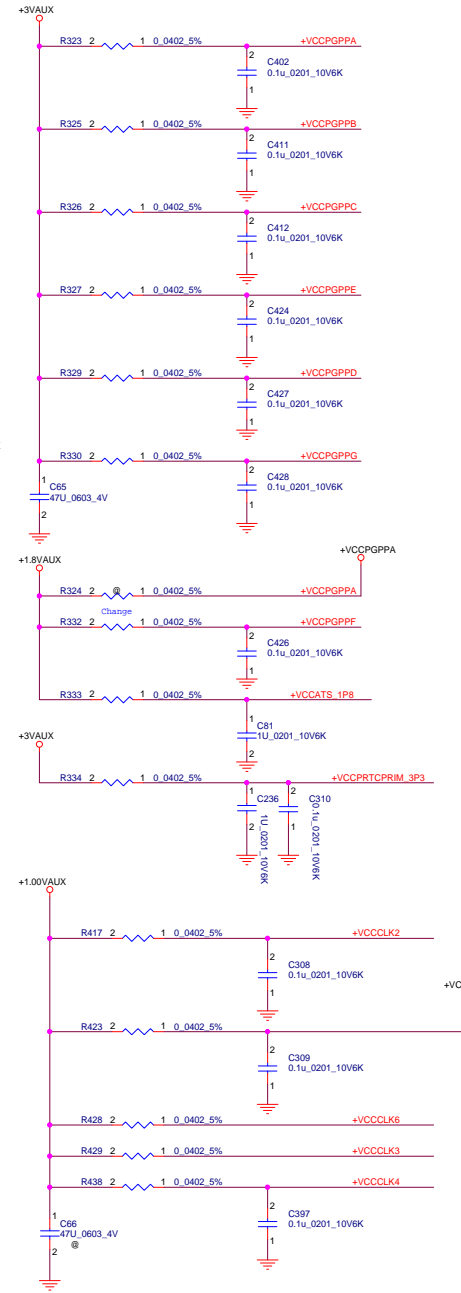 +3VAUX
R323 2 1 0_0402_5% +VCCPGPPA
2
C402
0.1u_0201_10V6K
1
R325 2 1 0_0402_5% +VCCPGPPB
2
C411
0.1u_0201_10V6K
1
R326 2 1 0_0402_5% +VCCPGPPC
2
C412
0.1u_0201_10V6K
1
R327 2 1 0_0402_5% +VCCPGPPE
2
C424
0.1u_0201_10V6K
1
R329 2 1 0_0402_5% +VCCPGPPD
2
C427
0.1u_0201_10V6K
1
R330 2 1 0_0402_5% +VCCPGPPG
2
C428
0.1u_0201_10V6K
1
1
C65
47U_0603_4V
2
+VCCPGPPA
+1.8VAUX
R324 2 @ 1 0_0402_5% +VCCPGPPA
Change
R332 2 1 0_0402_5% +VCCPGPPF
2
C426
0.1u_0201_10V6K
1
R333 2 1 0_0402_5% +VCCATS_1P8
1
C81
1U_0201_10V6K
2
+3VAUX
R334 2 1 0_0402_5% +VCCPRTCPRIM_3P3
1
C236
1U_0201_10V6K
2
2
C310
0.1u_0201_10V6K
1
+1.00VAUX
R417 2 1 0_0402_5% +VCCCLK2
2
C308
0.1u_0201_10V6K
1
+VC
R423 2 1 0_0402_5%
2
C309
0.1u_0201_10V6K
1
R428 2 1 0_0402_5% +VCCCLK6
R429 2 1 0_0402_5% +VCCCLK3
R438 2 1 0_0402_5% +VCCCLK4
2
C397
0.1u_0201_10V6K
1
1
C66
47U_0603_4V
@
2